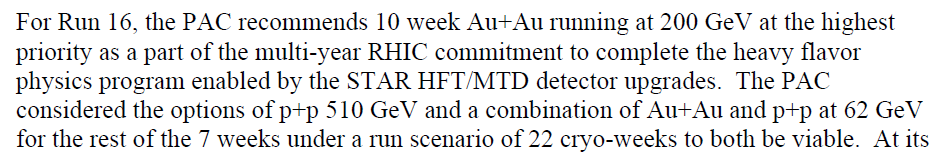 For Run 16, the PAC recommends 10 week Au+Au running at 200 GeV at the highest
priority as a part of the multi-year RHIC commitment to complete the heavy flavor
physics program enabled by the STAR HFT/MTD detector upgrades.  The PAC
considered the options of p+p 510 GeV and a combination of Au+Au and p+p at 62 GeV
for the rest of the 7 weeks under a run scenario of 22 cryo-weeks to both be viable.  At its